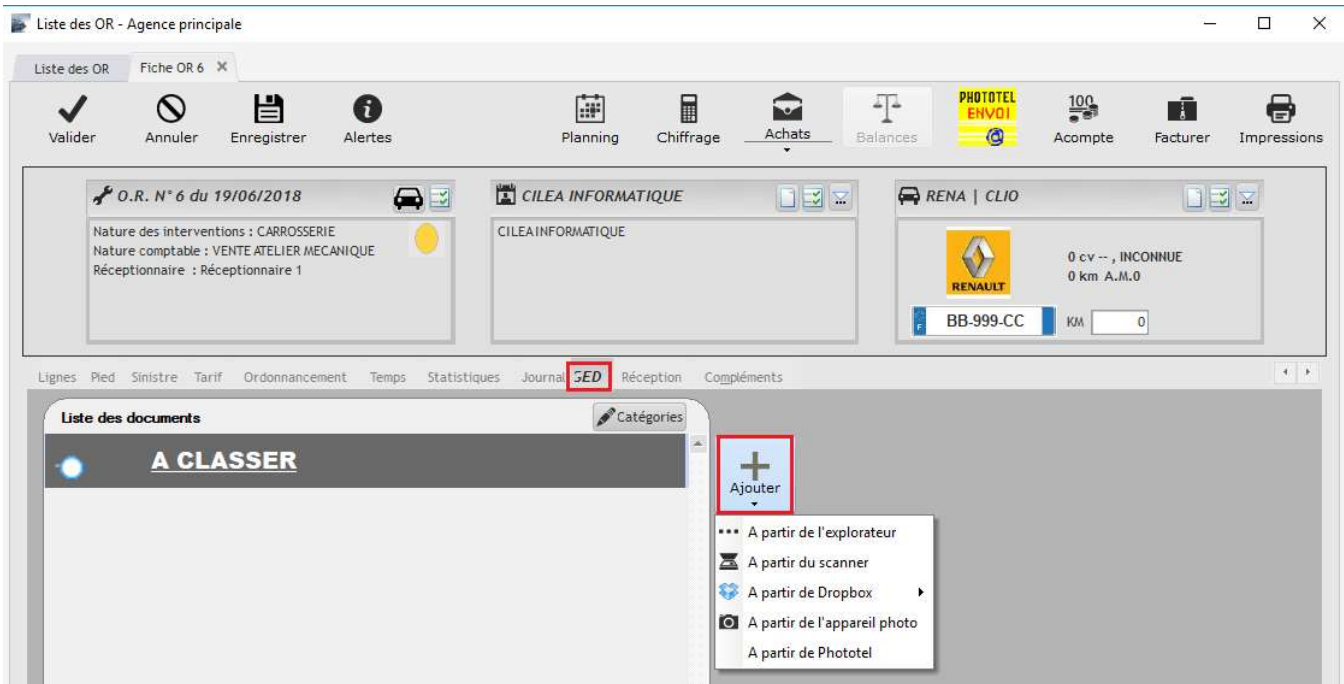 Liste des OR - Agence principale
Liste des OR Fiche OR 6
Valider Annuler Enregistrer Alertes Planning Chiffrage Achats Balances PHOTOTEL ENVOI @ 100 Acompte Facturer Impressions
O.R. N° 6 du 19/06/2018
Nature des interventions : CARROSSERIE
Nature comptable : VENTE ATELIER MECANIQUE
Réceptionnaire : Réceptionnaire 1
CILEA INFORMATIQUE
CILEA INFORMATIQUE
RENA | CLIO
RENAULT
0 cv -- , INCONNUE
0 km A.M.0
F BB-999-CC KM 0
Lignes Pied Sinistre Tarif Ordonnancement Temps Statistiques Journal GED Réception Compléments
Liste des documents Catégories
A CLASSER
Ajouter
A partir de l'explorateur
A partir du scanner
A partir de Dropbox
A partir de l'appareil photo
A partir de Phototel